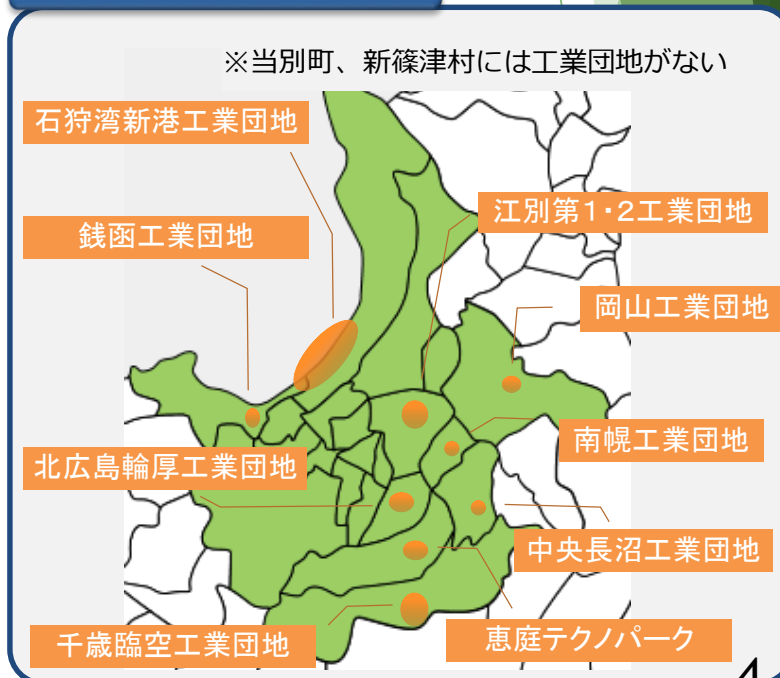 ※当別町、新篠津村には工業団地がない
石狩湾新港工業団地
江別第1・2工業団地
銭函工業団地
岡山工業団地
南幌工業団地
北広島輪厚工業団地
中央長沼工業団地
千歳臨空工業団地
恵庭テクノパーク
4